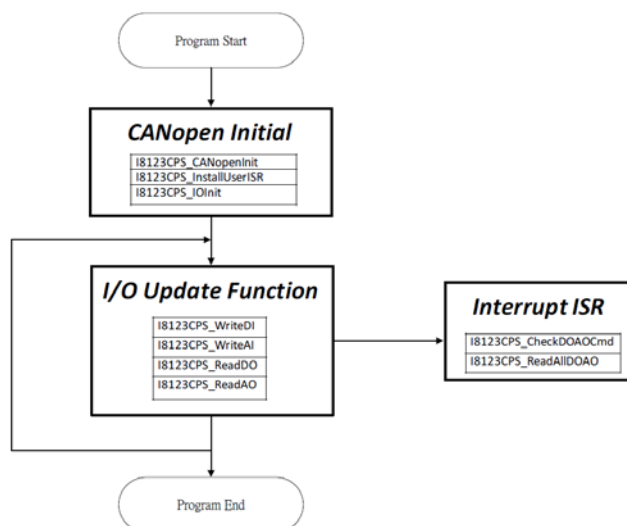 Program Start
CANopen Initial
I8123CPS_CANopenInit
I8123CPS_InstallUserISR
I8123CPS_IOInit
I/O Update Function
I8123CPS_WriteDI
I8123CPS_WriteAI
I8123CPS_ReadDO
I8123CPS_ReadAO
Interrupt ISR
I8123CPS_CheckDOAOCmd
I8123CPS_ReadAllDOAO
Program End